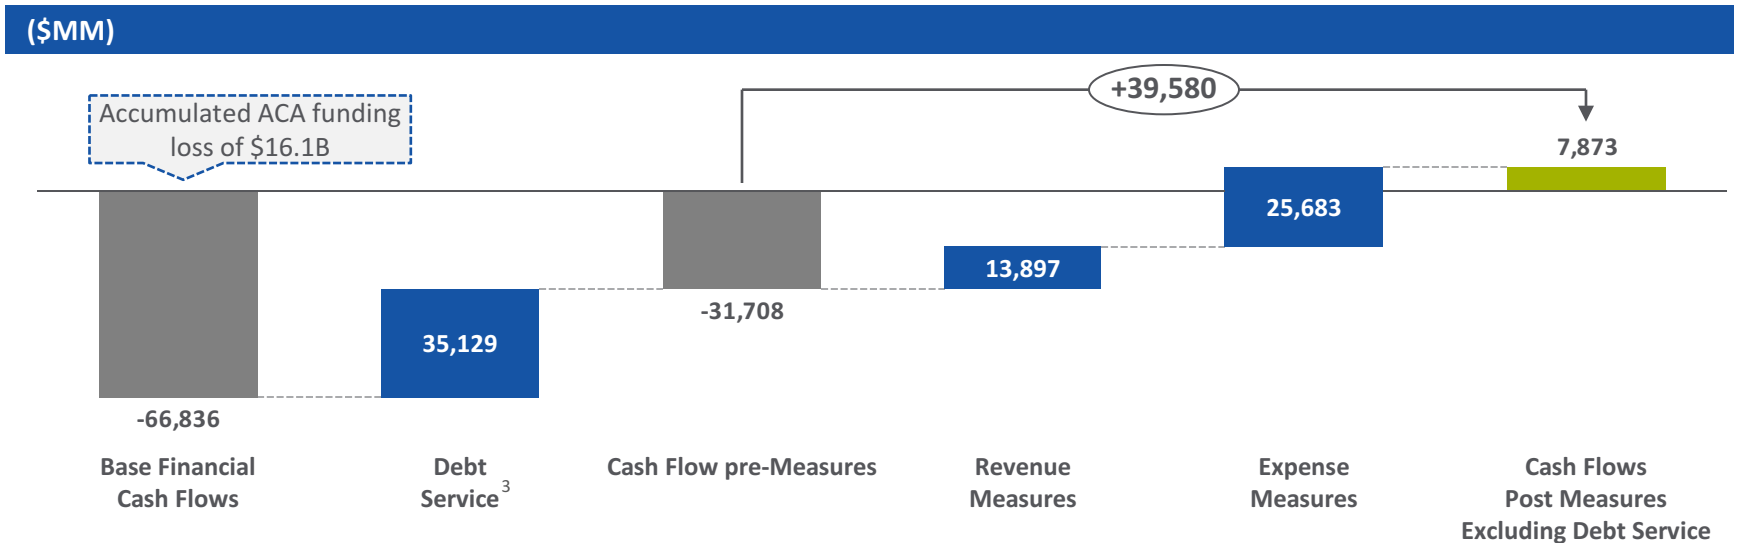 ($MM)
+39,580
Accumulated ACA funding
loss of $16.1B
7,873
25,683
13,897
-31,708
35,129
-66,836
Base Financial
Cash Flows
Debt
Service 3
Cash Flow pre-Measures
Revenue
Measures
Expense
Measures
Cash Flows
Post Measures
Excluding Debt Service